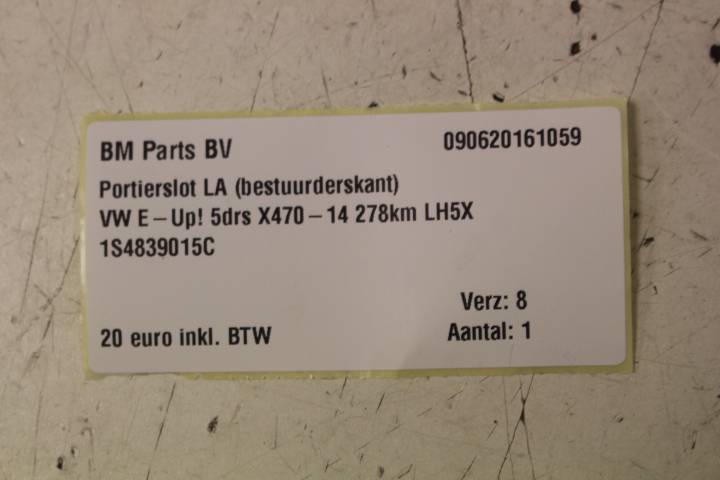 BM Parts BV 090620161059
Portierslot LA (bestuurderskant)
VW E-Up! 5drs X470-14 278km LH5X
1S4839015C
Verz: 8
20 euro inkl. BTW Aantal: 1